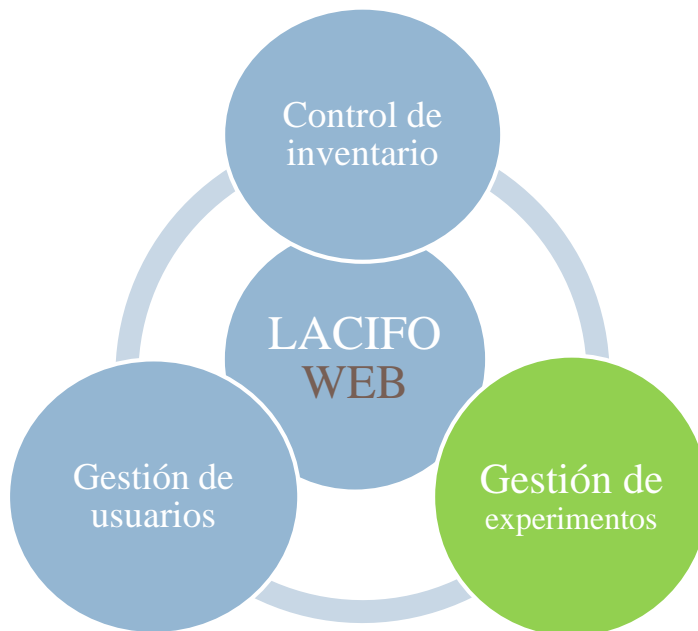 Control de
inventario
LACIFO
WEB
Gestión de
usuarios
Gestión de
experimentos